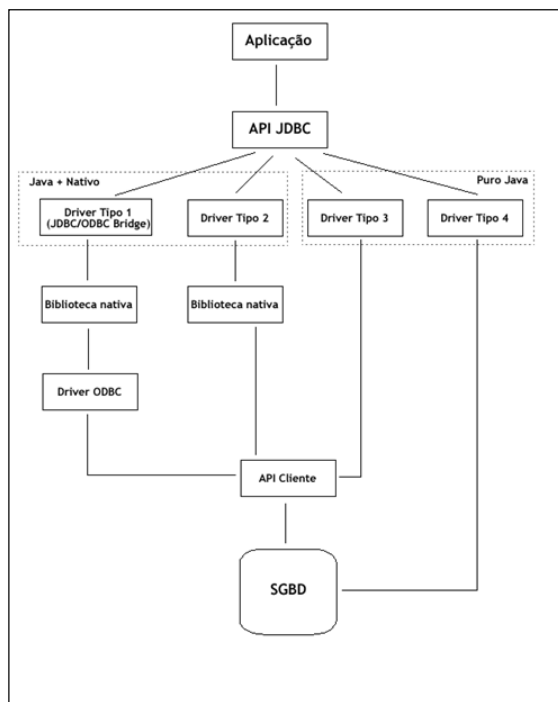 Aplicação
API JDBC
Java + Nativo
Puro Java
Driver Tipo 1
(JDBC/ODBC Bridge)
Driver Tipo 2
Driver Tipo 3
Driver Tipo 4
Biblioteca nativa
Biblioteca nativa
Driver ODBC
API Cliente
SGBD